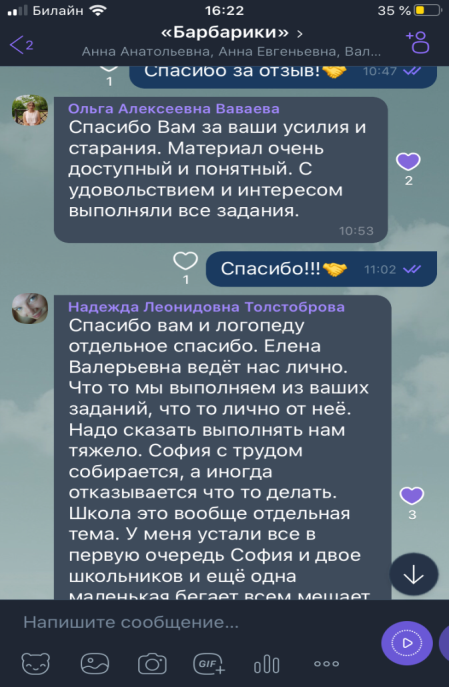 Билайн 16:22 35 %
2 «Барбарики» >
Анна Анатольевна, Анна Евгеньевна, Вал...
Спасибо за отзыв!🤝 10:47
1
Ольга АлексеевнаВаваева
Спасибо Вам за ваши усилия и
старания. Материал очень
доступный и понятный. С
удовольствием и интересом
выполняли все задания.
10:53
2
Спасибо!!!🤝 11:02
1
Надежда Леонидовна Толстоброва
Спасибо вам и логопеду
отдельное спасибо. Елена
Валерьевна ведёт нас лично.
Что то мы выполняем из ваших
заданий, что то лично от неё.
Надо сказать выполнять нам
тяжело. София с трудом
собирается, а иногда
отказывается что то делать.
Школа это вообще отдельная
тема. У меня устали все в
первую очередь София и двое
школьников и ещё одна
маленькая бегает всем мешает
3
Напишите сообщение...
GIF